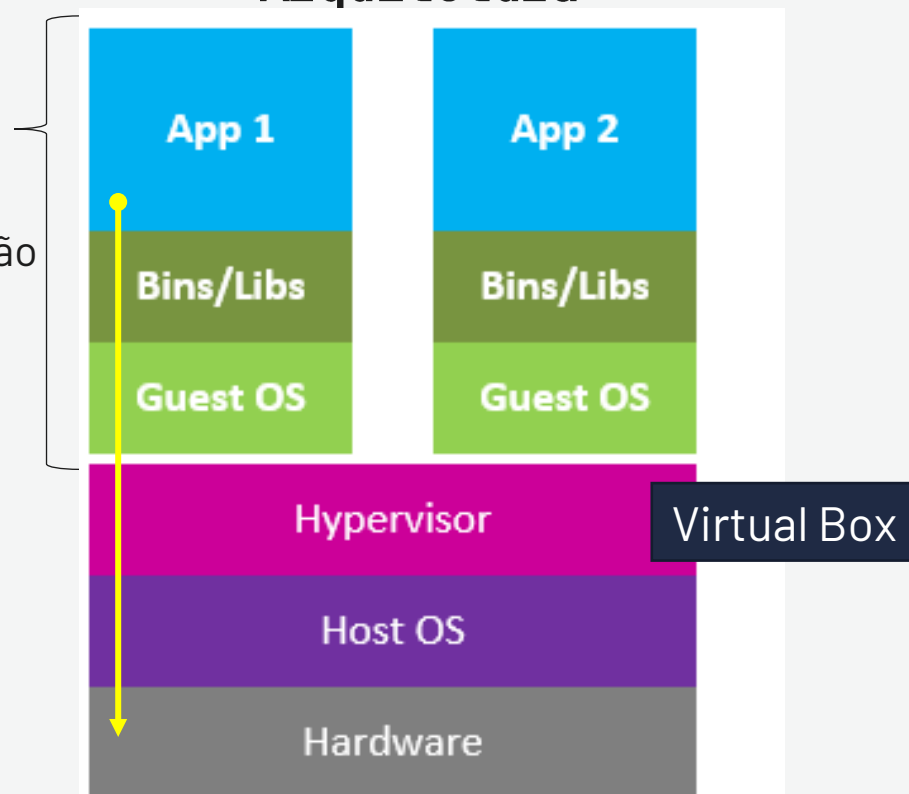 App 1
App 2
ão
Bins/Libs
Bins/Libs
Guest OS
Guest OS
Hypervisor
Virtual Box
Host OS
Hardware